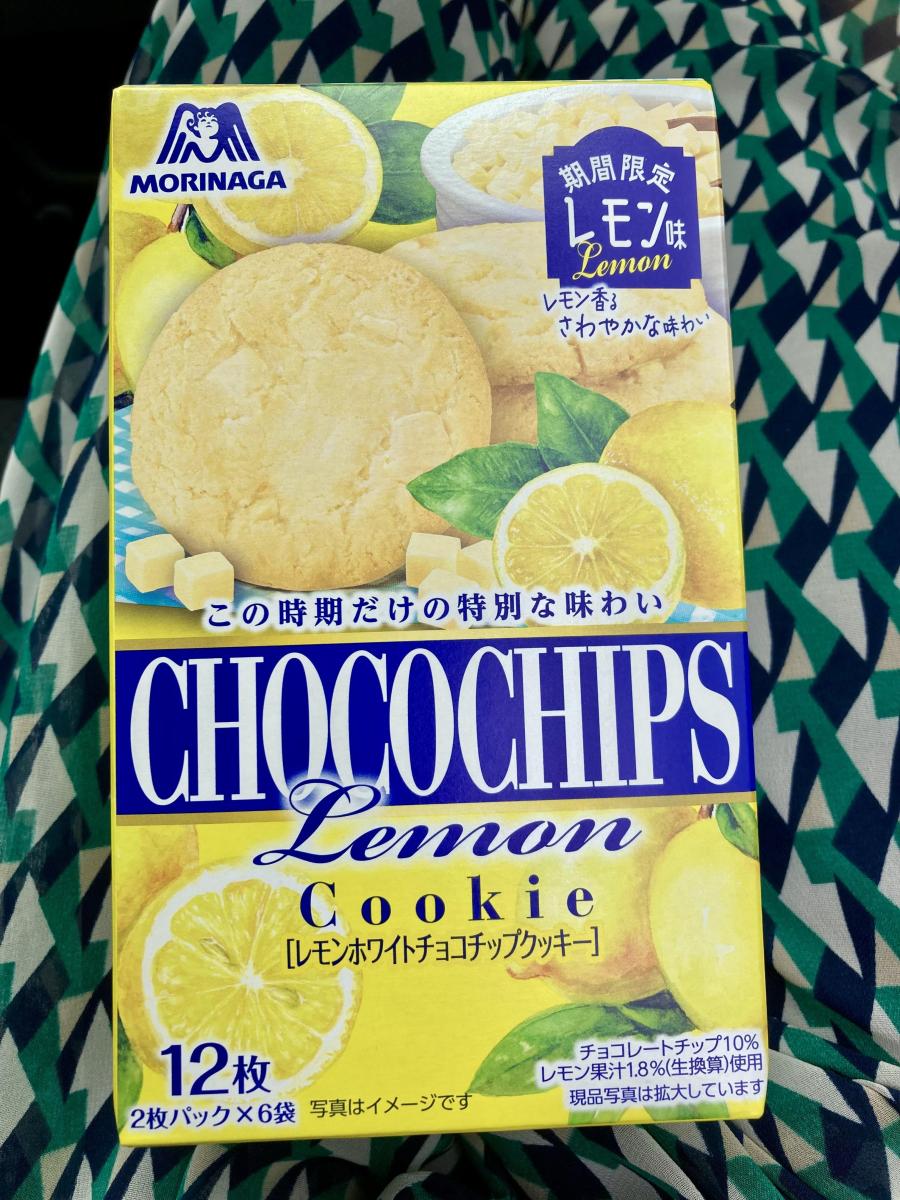 MORINAGA
期間限定
レモン味
Lemon
レモン香る
さわやかな味わい
この時期だけの特別な味わい
CHOCOCHIPS
Lemon
Cookie
[レモンホワイトチョコチップクッキー]
12枚
2枚パック×6袋
写真はイメージです
チョコレートチップ10%
レモン果汁1.8%(生換算)使用
現品写真は拡大しています